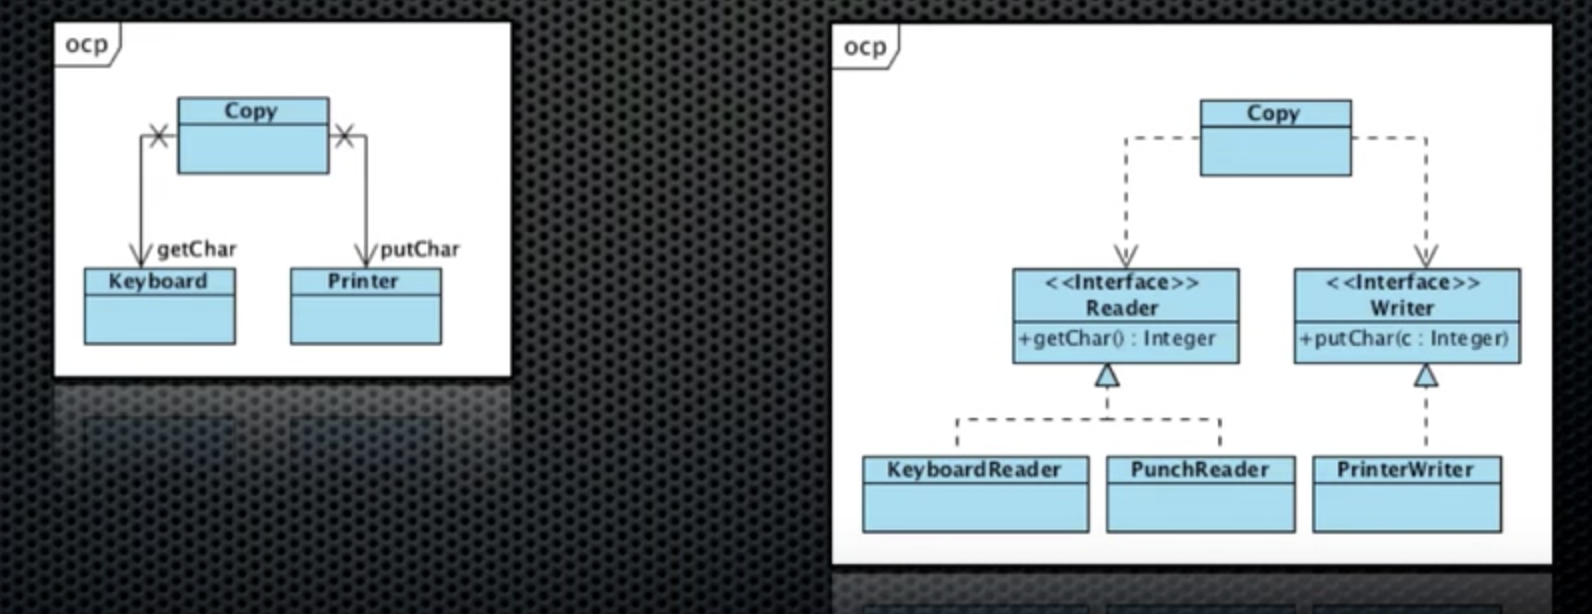 ocp
Copy
getChar
putChar
Keyboard
Printer
ocp
Copy
<<Interface>>
Reader
+getChar() : Integer
<<Interface>>
Writer
+putChar(c : Integer)
KeyboardReader
PunchReader
PrinterWriter